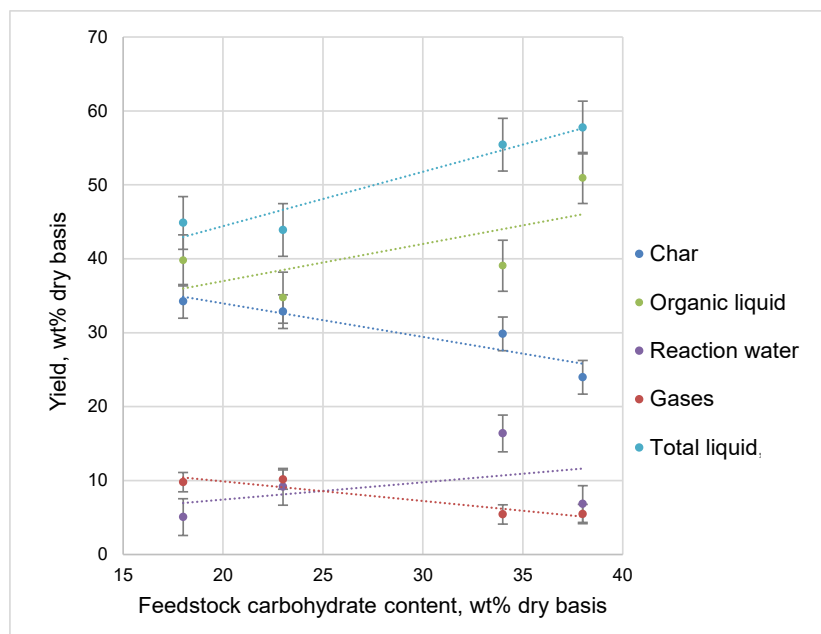 70
60
50
40
30
20
10
0
15 20 25 30 35 40
Yield, wt% dry basis
Feedstock carbohydrate content, wt% dry basis
Char
Organic liquid
Reaction water
Gases
Total liquid,